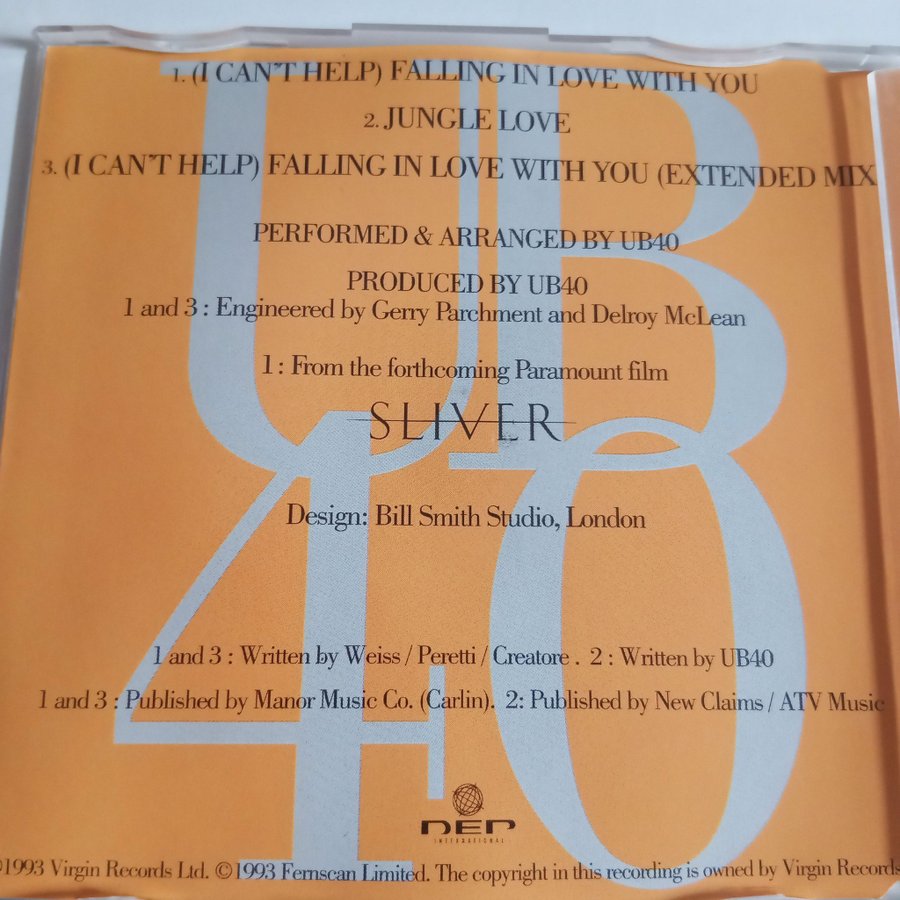 1. (I CAN'T HELP) FALLING IN LOVE WITH YOU
2. JUNGLE LOVE
3. (I CAN'T HELP) FALLING IN LOVE WITH YOU (EXTENDED MIX
PERFORMED & ARRANGED BY UB40
PRODUCED BY UB40
1 and 3 : Engineered by Gerry Parchment and Delroy McLean
1 : From the forthcoming Paramount film
SLIVER
Design: Bill Smith Studio, London
1 and 3 : Written by Weiss / Peretti / Creatore . 2 : Written by UB40
1 and 3 : Published by Manor Music Co. (Carlin). 2: Published by New Claims / ATV Music
DEP
INTERNATIONAL
℗1993 Virgin Records Ltd. ©1993 Fernscan Limited. The copyright in this recording is owned by Virgin Records
UB
40